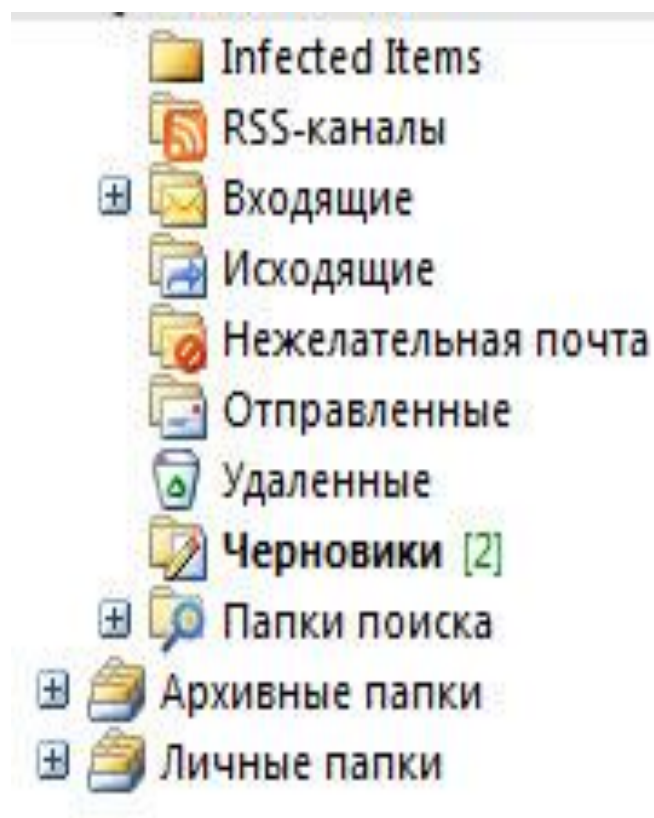 Infected Items
RSS-каналы
Входящие
Исходящие
Нежелательная почта
Отправленные
Удаленные
Черновики [2]
Папки поиска
Архивные папки
Личные папки